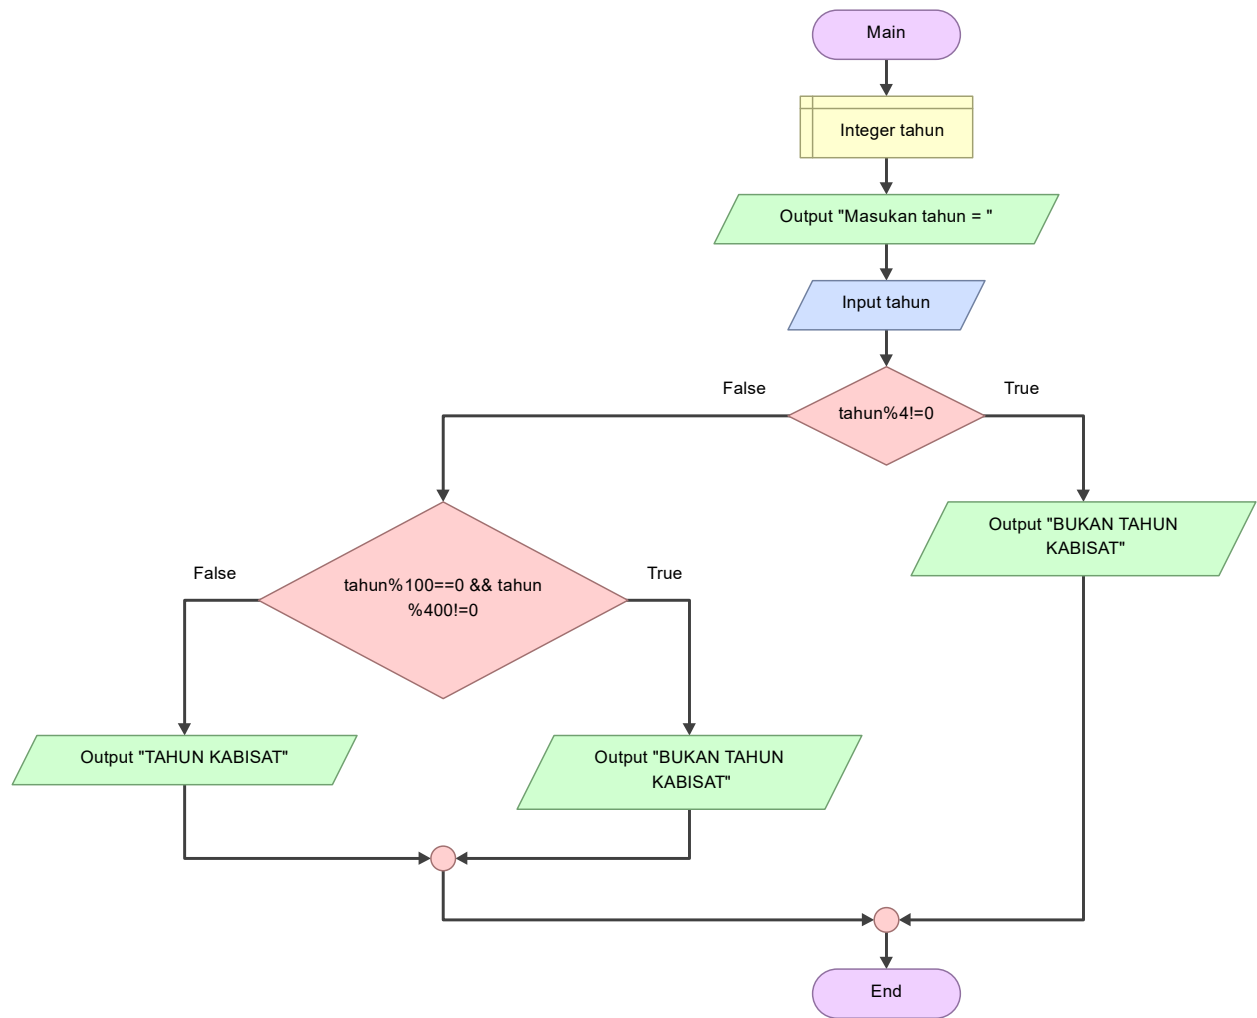 Main
Integer tahun
Output "Masukan tahun = "
Input tahun
False
True
tahun%4!=0
Output "BUKAN TAHUN
KABISAT"
False
True
tahun%100==0 && tahun
%400!=0
Output "TAHUN KABISAT"
Output "BUKAN TAHUN
KABISAT"
End